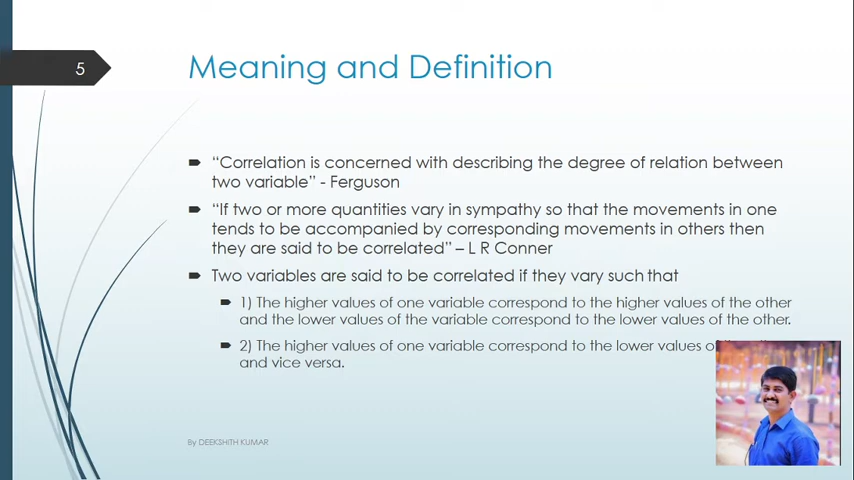 5
Meaning and Definition
“Correlation is concerned with describing the degree of relation between
two variable” - Ferguson
“If two or more quantities vary in sympathy so that the movements in one
tends to be accompanied by corresponding movements in others then
they are said to be correlated” – L R Conner
Two variables are said to be correlated if they vary such that
1) The higher values of one variable correspond to the higher values of the other
and the lower values of the variable correspond to the lower values of the other.
2) The higher values of one variable correspond to the lower values
and vice versa.
By DEEKSHITH KUMAR